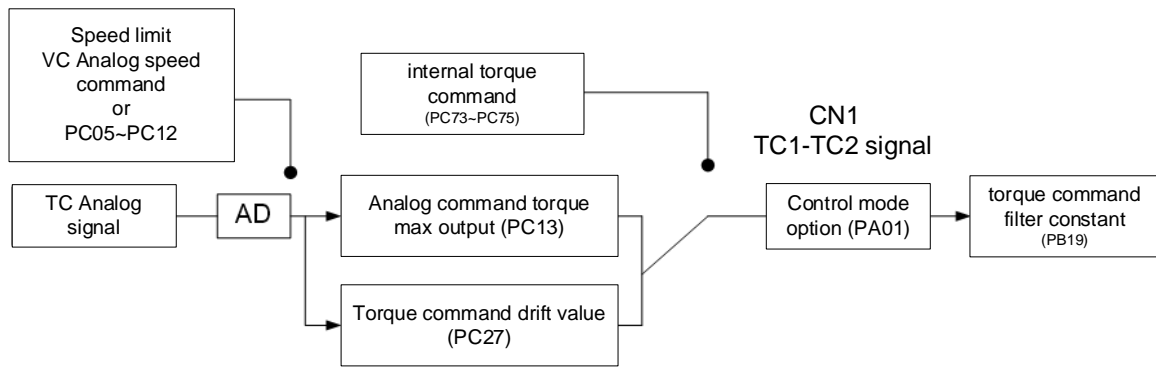 Speed limit
VC Analog speed
command
or
PC05~PC12
internal torque
command
(PC73~PC75)
CN1
TC1-TC2 signal
TC Analog
signal
AD
Analog command torque
max output (PC13)
Control mode
option (PA01)
torque command
filter constant
(PB19)
Torque command drift value
(PC27)